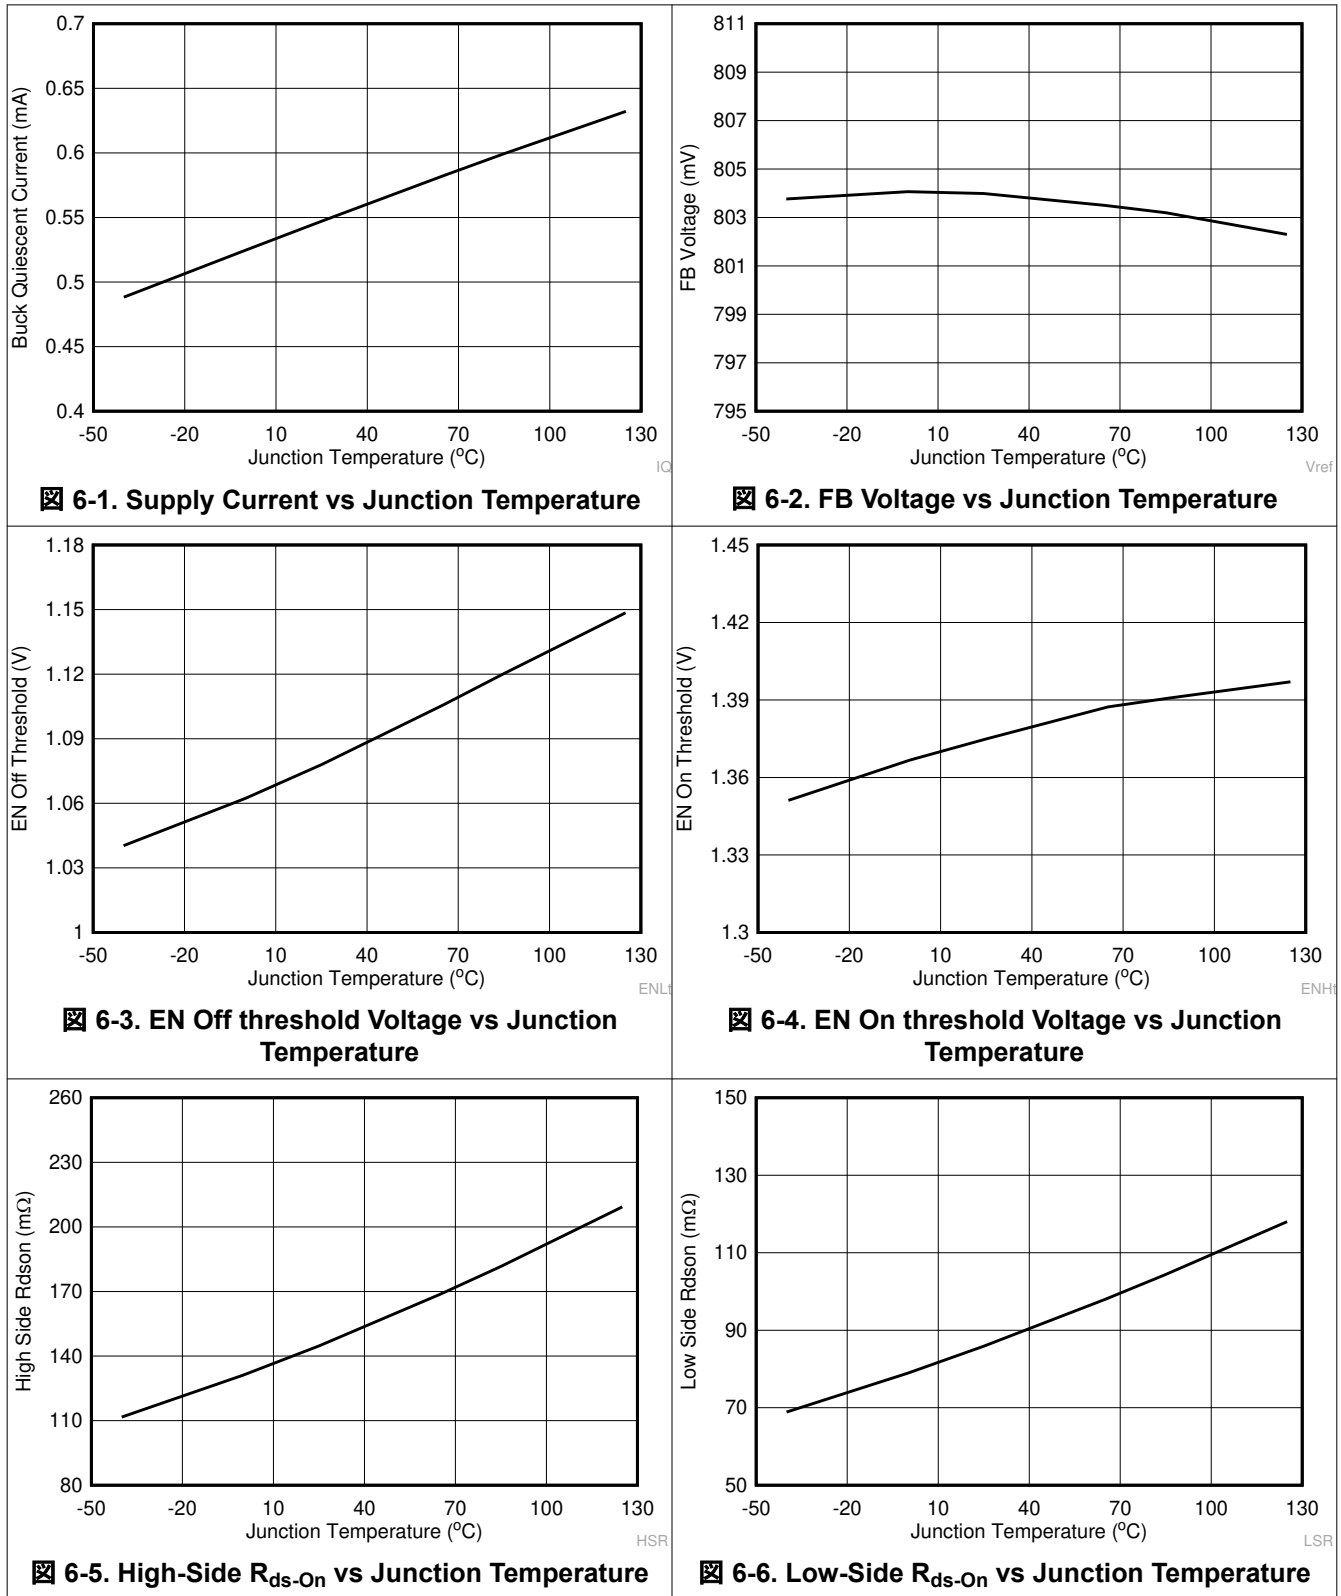 0.7
0.65
0.6
0.55
0.5
0.45
0.4
Buck Quiescent Current (mA)
-50 -20 10 40 70 100 130
Junction Temperature (°C)
IQ
図 6-1. Supply Current vs Junction Temperature
811
809
807
805
803
801
799
797
795
FB Voltage (mV)
-50 -20 10 40 70 100 130
Junction Temperature (°C)
Vref
図 6-2. FB Voltage vs Junction Temperature
1.18
1.15
1.12
1.09
1.06
1.03
1
EN Off Threshold (V)
-50 -20 10 40 70 100 130
Junction Temperature (°C)
ENLt
図 6-3. EN Off threshold Voltage vs Junction
Temperature
1.45
1.42
1.39
1.36
1.33
1.3
EN On Threshold (V)
-50 -20 10 40 70 100 130
Junction Temperature (°C)
ENHt
図 6-4. EN On threshold Voltage vs Junction
Temperature
260
230
200
170
140
110
80
High Side Rdson (mΩ)
-50 -20 10 40 70 100 130
Junction Temperature (°C)
HSR
図 6-5. High-Side Rds-On vs Junction Temperature
150
130
110
90
70
50
Low Side Rdson (mΩ)
-50 -20 10 40 70 100 130
Junction Temperature (°C)
LSR
図 6-6. Low-Side Rds-On vs Junction Temperature